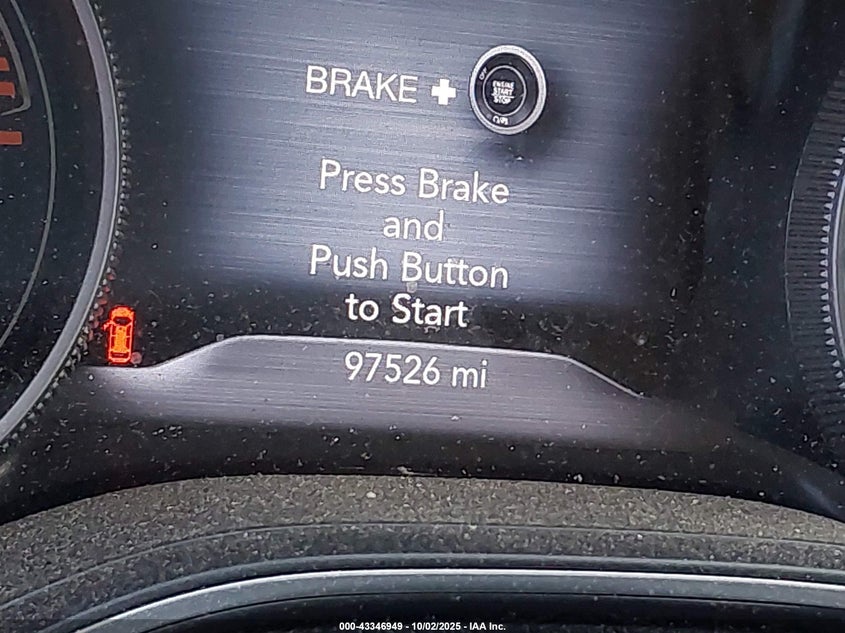 BRAKE +
OFF
ENGINE
START
STOP
Press Brake
and
Push Button
to Start
97526 mi
000-43346949 - 10/02/2025 - IAA Inc.